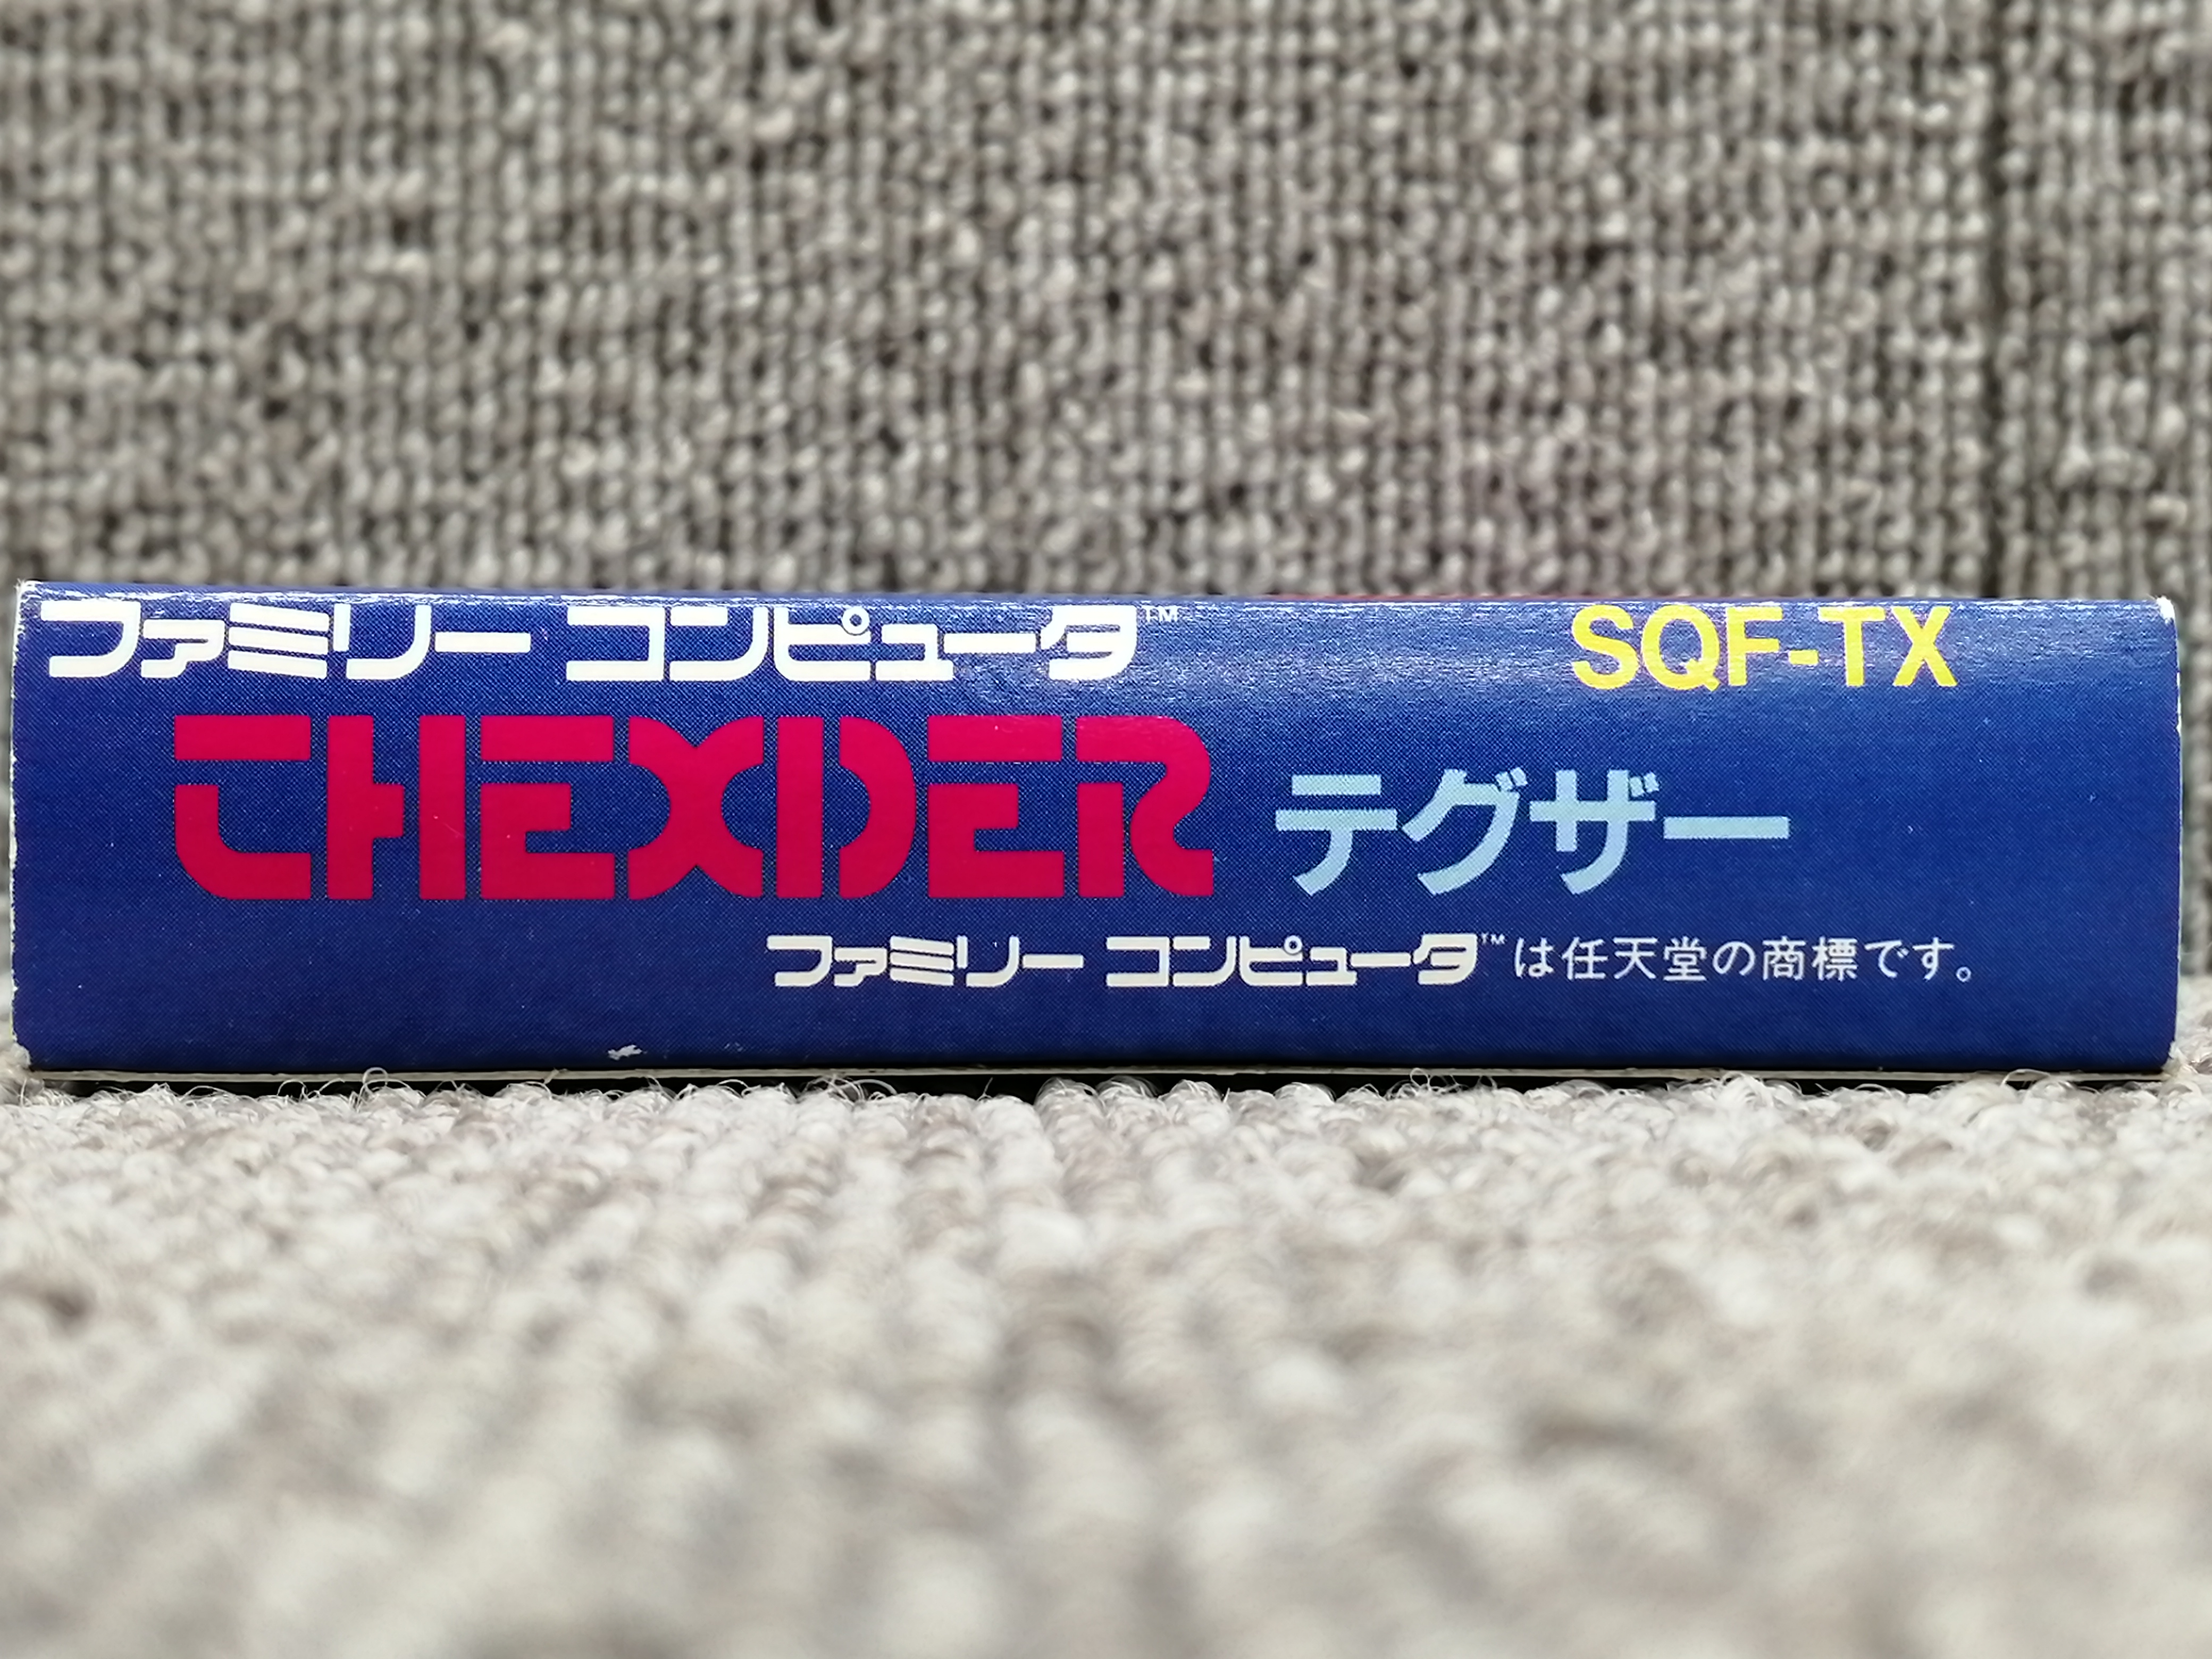 ファミリー コンピュータ™ SQF-TX
THEXDER テグザー
ファミリー コンピュータ™は任天堂の商標です。